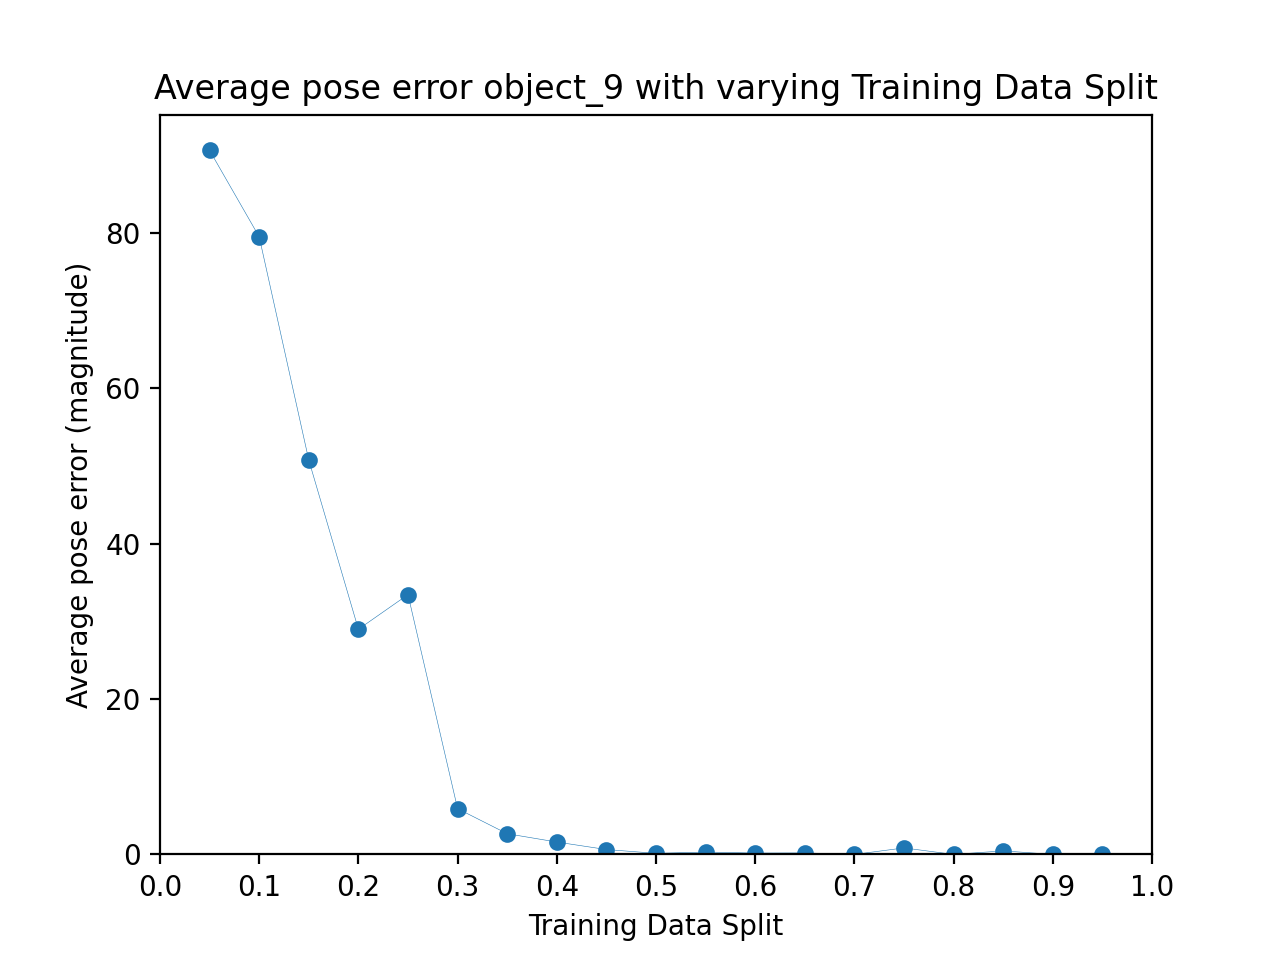 Average pose error object_9 with varying Training Data Split
Average pose error (magnitude)
80
60
40
20
0
0.0 0.1 0.2 0.3 0.4 0.5 0.6 0.7 0.8 0.9 1.0
Training Data Split